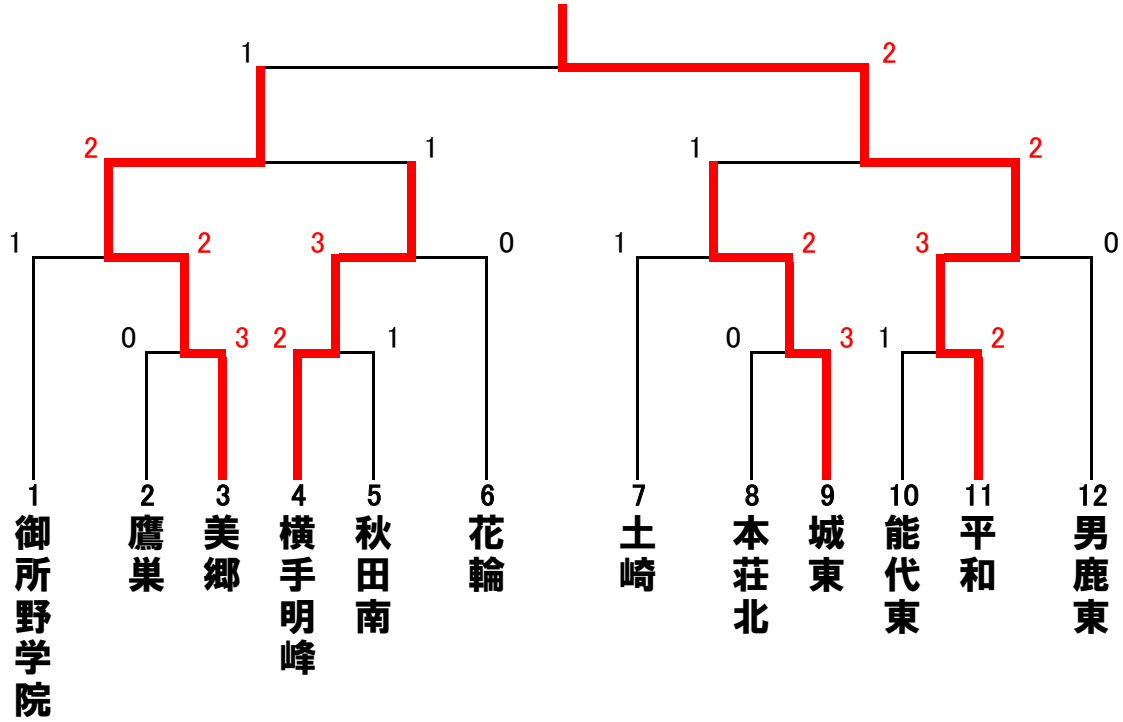 1 2
2 1 1 2
1 2 3 0 1 2 3 0
0 3 2 1 0 3 1 2
1 2 3 4 5 6 7 8 9 10 11 12
御所野学院
鷹巣
美郷
横手明峰
秋田南
花輪
土崎
本荘北
城東
能代東
平和
男鹿東